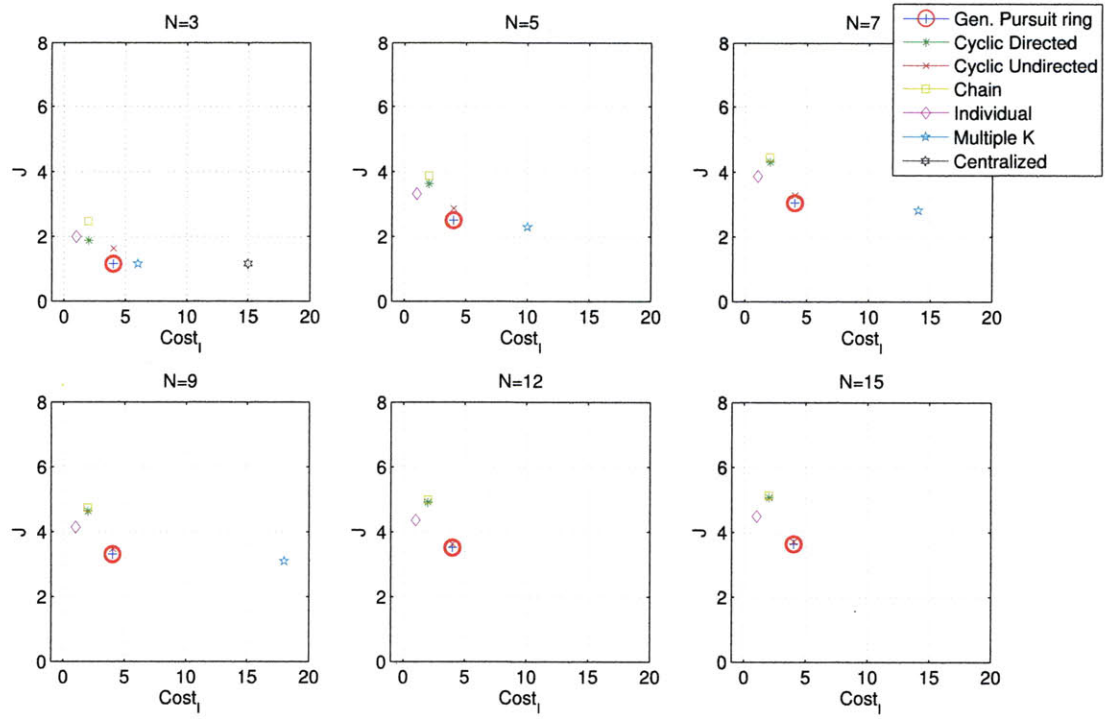 N=3
8
6
4
2
0
J
0 5 10 15 20
Cost_I
N=5
8
6
4
2
0
J
0 5 10 15 20
Cost_I
N=7
8
6
4
2
0
J
0 5 10 15 20
Cost_I
Gen. Pursuit ring
Cyclic Directed
Cyclic Undirected
Chain
Individual
Multiple K
Centralized
N=9
8
6
4
2
0
J
0 5 10 15 20
Cost_I
N=12
8
6
4
2
0
J
0 5 10 15 20
Cost_I
N=15
8
6
4
2
0
J
0 5 10 15 20
Cost_I